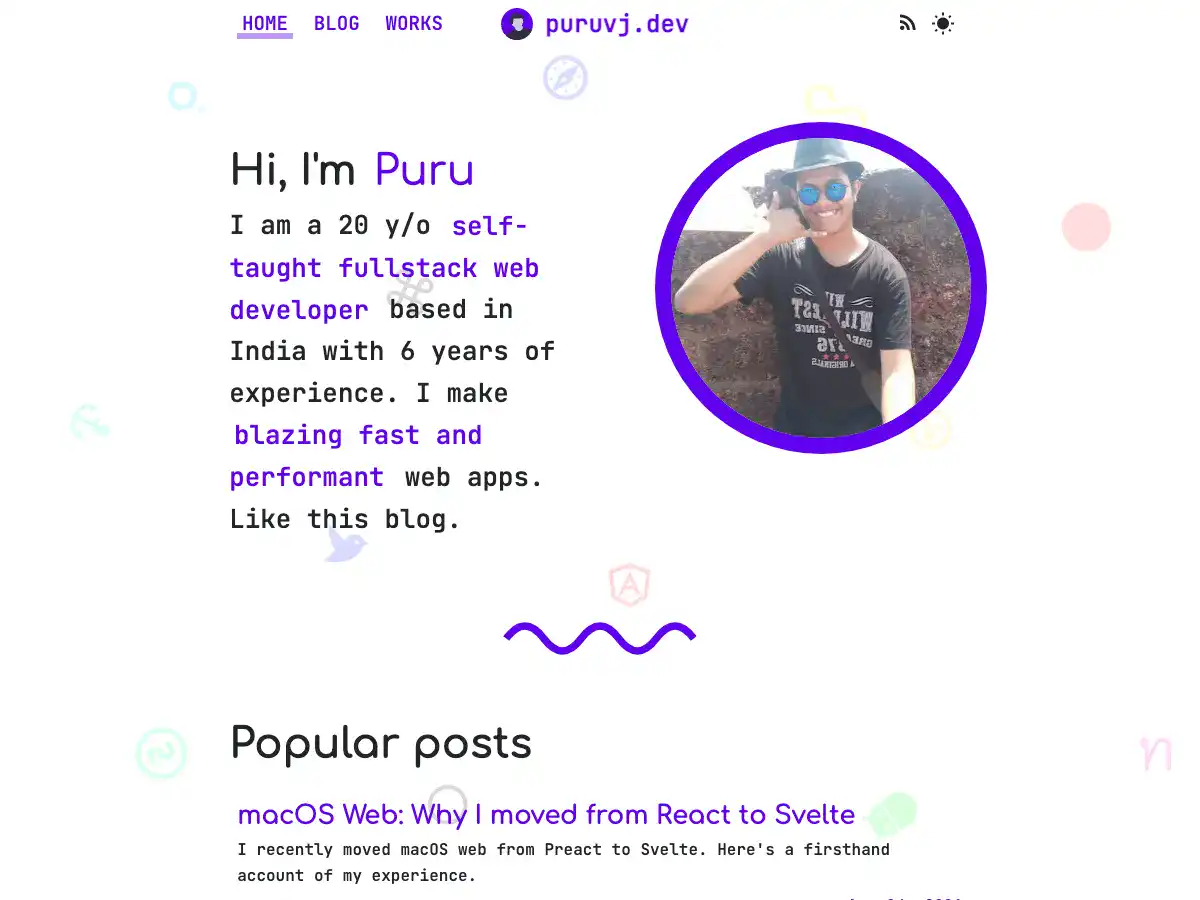 HOME BLOG WORKS puruvj.dev
Hi, I'm Puru
I am a 20 y/o self-
taught fullstack web
developer based in
India with 6 years of
experience. I make
blazing fast and
performant web apps.
Like this blog.
Popular posts
macOS Web: Why I moved from React to Svelte
I recently moved macOS web from Preact to Svelte. Here's a firsthand
account of my experience.